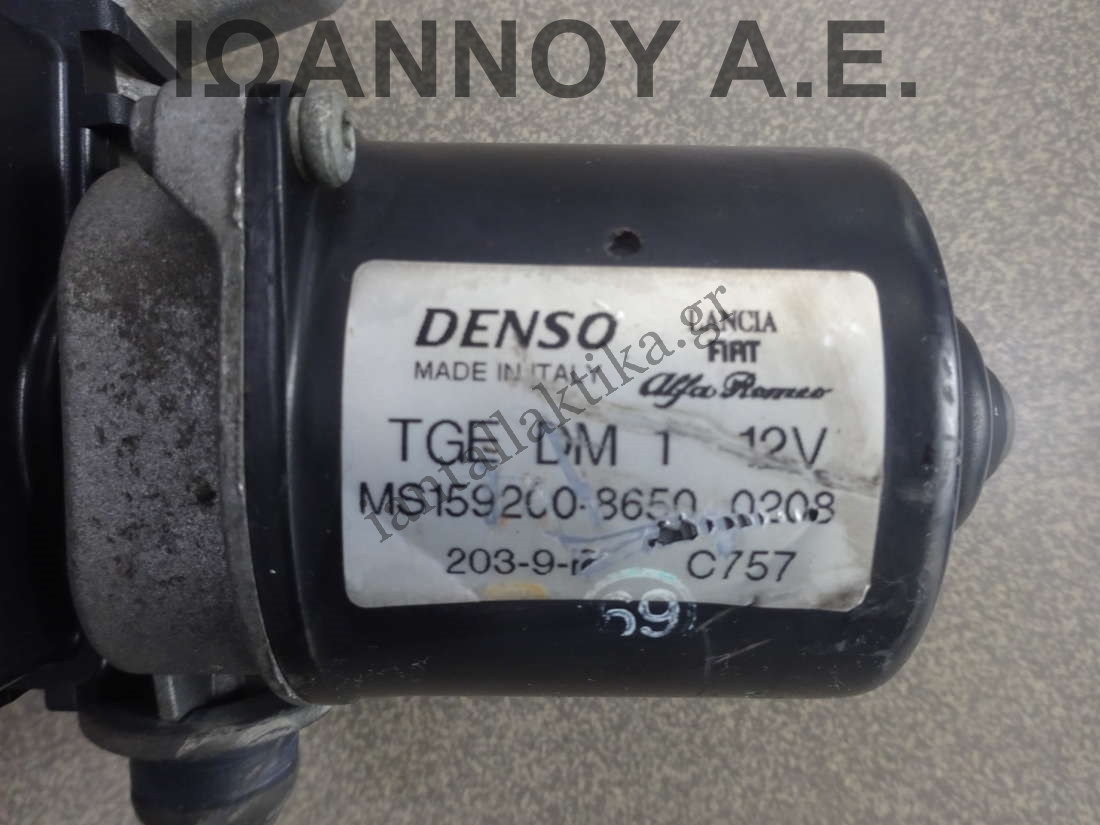 ΙΩΑΝΝΟΥ Α.Ε.
DENSO
MADE IN ITALY
LANCIA
FIAT
Alfa Romeo
TGE DM 1 12V
MS159200-8650 0208
203-9- C757
69
iantallaktika.gr